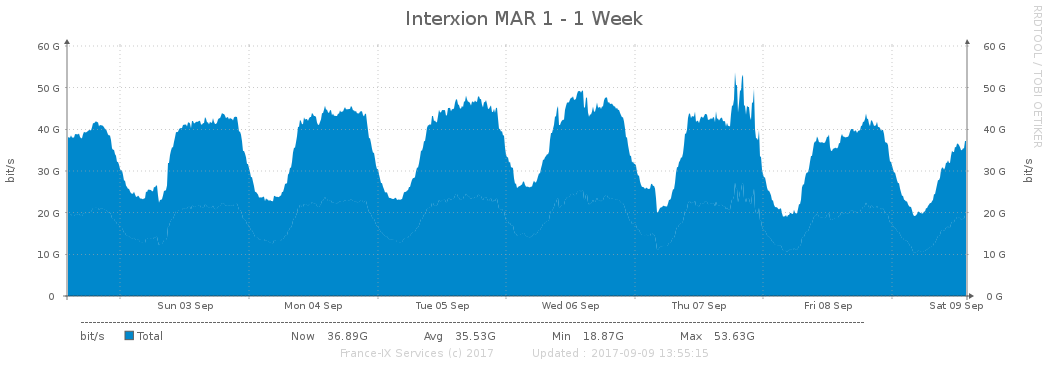 Interxion MAR 1 - 1 Week
RRDTOOL / TOBI OETIKER
60 G 60 G
50 G 50 G
40 G 40 G
30 G 30 G
20 G 20 G
10 G 10 G
0 0 G
bit/s bit/s
Sun 03 Sep Mon 04 Sep Tue 05 Sep Wed 06 Sep Thu 07 Sep Fri 08 Sep Sat 09 Sep
bit/s Total Now 36.89G Avg 35.53G Min 18.87G Max 53.63G
France-IX Services (c) 2017 Updated : 2017-09-09 13:55:15